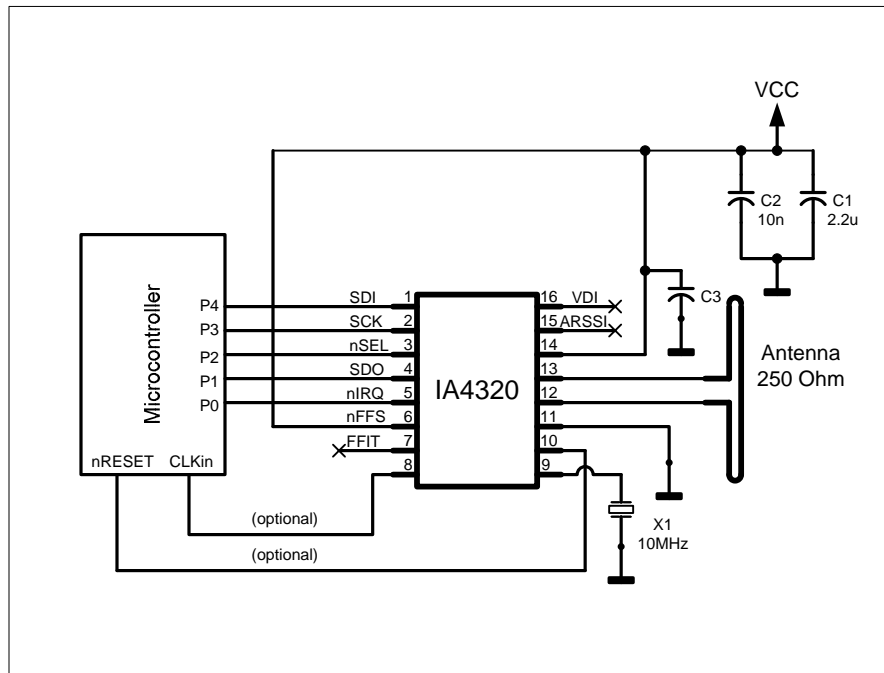 VCC
C2
10n
C1
2.2u
C3
Microcontroller
P4
P3
P2
P1
P0
nRESET
CLKin
SDI
SCK
nSEL
SDO
nIRQ
nFFS
FFIT
1
2
3
4
5
6
7
8
IA4320
16
15
14
13
12
11
10
9
VDI
ARSSI
Antenna
250 Ohm
X1
10MHz
(optional)
(optional)